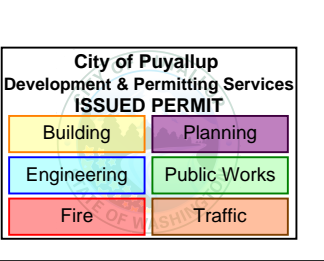 City of Puyallup
Development & Permitting Services
ISSUED PERMIT
Building Planning
Engineering Public Works
Fire Traffic